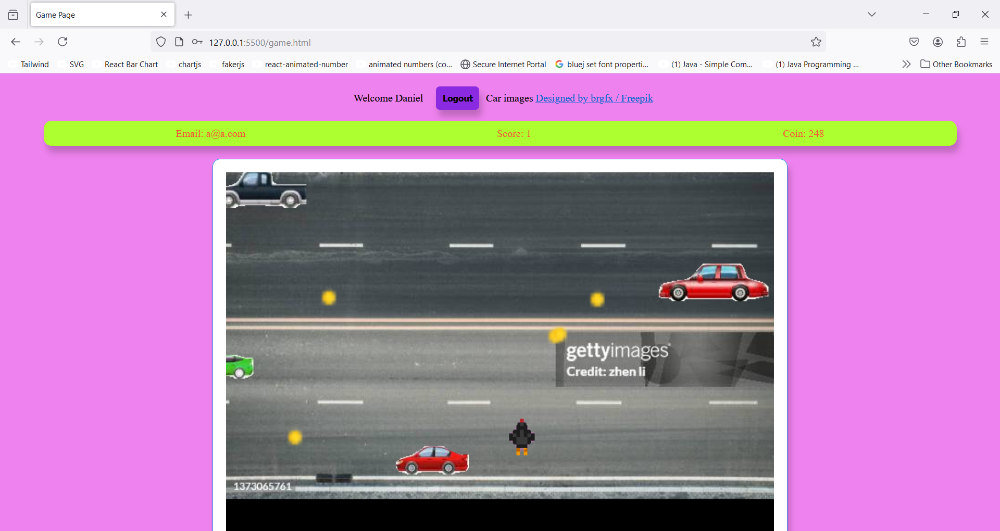 Game Page
127.0.0.1:5500/game.html
Tailwind SVG React Bar Chart chartjs fakerjs react-animated-number animated numbers (co... Secure Internet Portal bluej set font properti... (1) Java - Simple Com... (1) Java Programming ... Other Bookmarks
Welcome Daniel Logout Car images Designed by brgfx / Freepik
Email: a@a.com Score: 1 Coin: 248
gettyimages
Credit: zhen li
1373065761